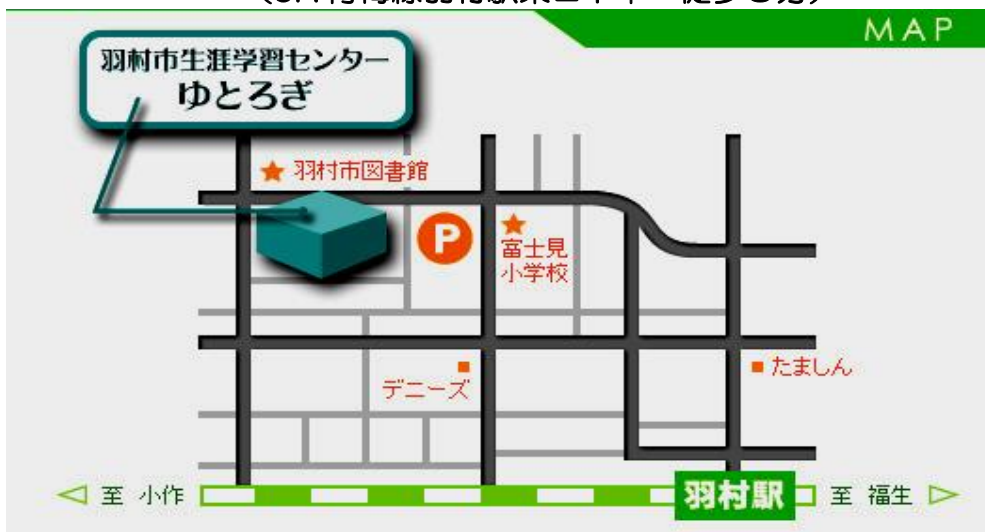 MAP
羽村市生涯学習センター
ゆとろぎ
羽村市図書館
P
富士見
小学校
たましん
デニーズ
至 小作
羽村駅
至 福生